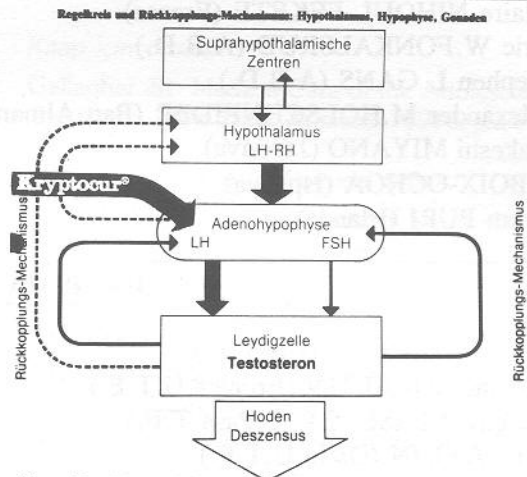 Regelkreis und Rückkopplungs-Mechanismus: Hypothalamus, Hypophyse, Gonaden
Suprahypothalamische
Zentren
Hypothalamus
LH-RH
Kryptocur®
Adenohypophyse
LH FSH
Rückkopplungs-Mechanismus
Rückkopplungs-Mechanismus
Leydigzelle
Testosteron
Hoden
Deszensus